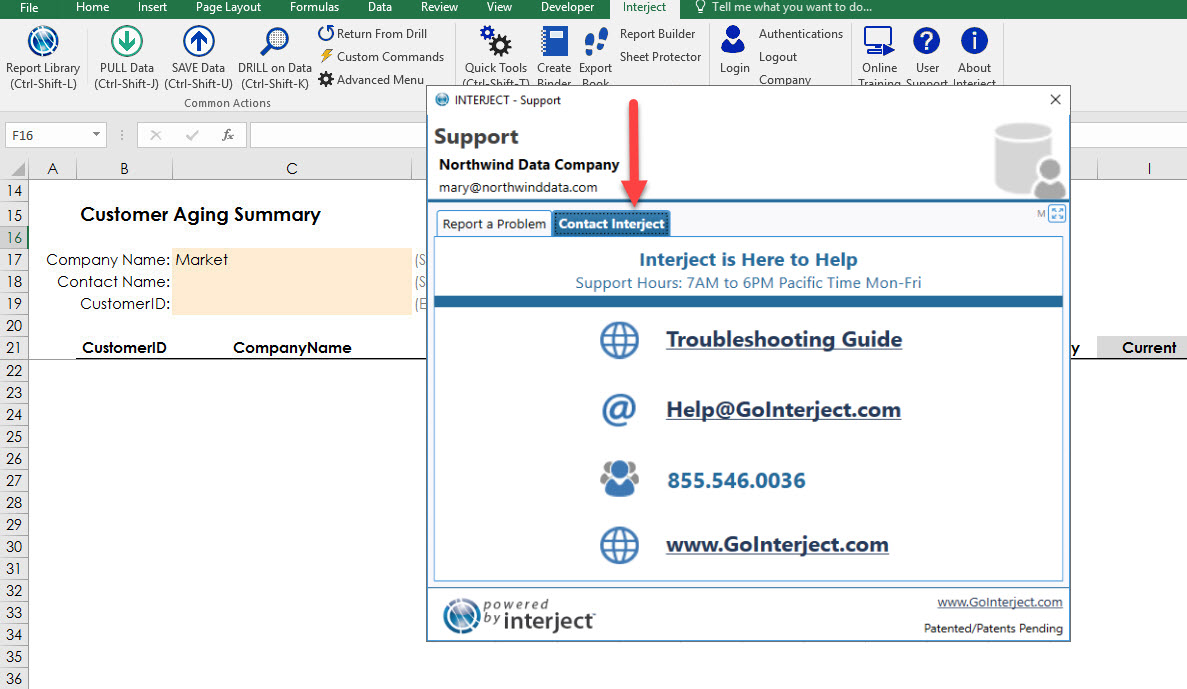 File Home Insert Page Layout Formulas Data Review View Developer Interject Tell me what you want to do...
Report Library
(Ctrl-Shift-L)
PULL Data
(Ctrl-Shift-J)
SAVE Data
(Ctrl-Shift-U)
DRILL on Data
(Ctrl-Shift-K)
Return From Drill
Custom Commands
Advanced Menu
Common Actions
Quick Tools
(Ctrl-Shift-T)
Create
Binder
Export
Book
Report Builder
Sheet Protector
Login
Authentications
Logout
Company
Online
Training
User
Support
About
Interject
INTERJECT - Support
Support
Northwind Data Company
mary@northwinddata.com
F16
fx
A B C I
14
15 Customer Aging Summary
16
17 Company Name: Market (S
18 Contact Name: (S
19 CustomerID: (E
20
21 CustomerID CompanyName y Current
22
23
24
25
26
27
28
29
30
31
32
33
34
35
36
Report a Problem Contact Interject M
Interject is Here to Help
Support Hours: 7AM to 6PM Pacific Time Mon-Fri
Troubleshooting Guide
@ Help@GoInterject.com
855.546.0036
www.GoInterject.com
powered
by interject
www.GoInterject.com
Patented/Patents Pending